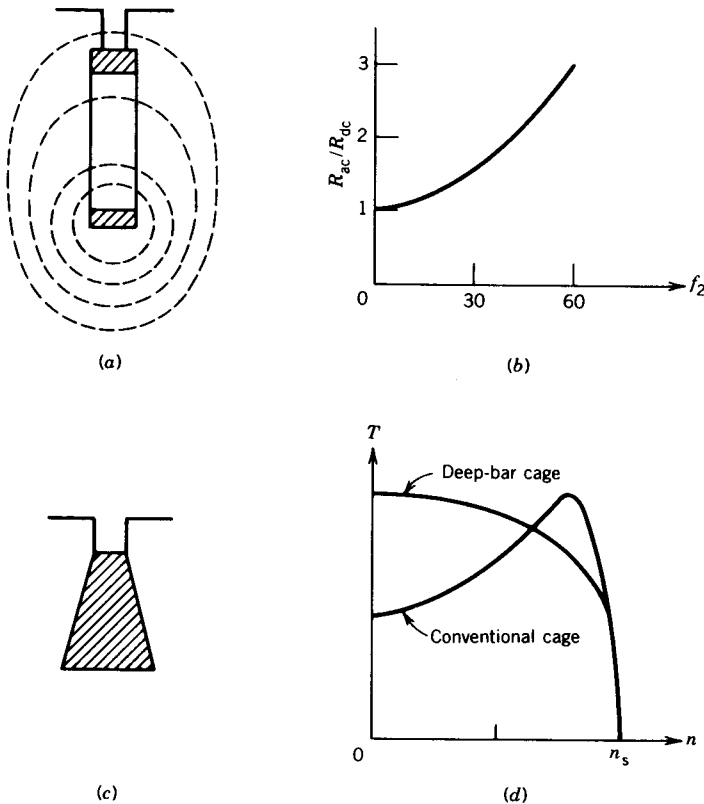 (a)
R_ac/R_dc
3
2
1
0
30
60
f_2
(b)
(c)
T
Deep-bar cage
Conventional cage
0
n_s
n
(d)